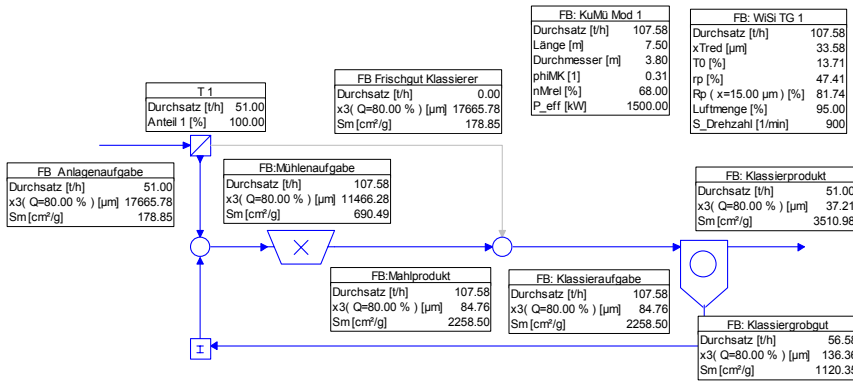 FB: KuMü Mod 1
Durchsatz [t/h] 107.58
Länge [m] 7.50
Durchmesser [m] 3.80
phiMK [1] 0.31
nMrel [%] 68.00
P_eff [kW] 1500.00
FB: WiSi TG 1
Durchsatz [t/h] 107.58
xTred [µm] 33.58
T0 [%] 13.71
rp [%] 47.41
Rp ( x=15.00 µm ) [%] 81.74
Luftmenge [%] 95.00
S_Drehzahl [1/min] 900
T 1
Durchsatz [t/h] 51.00
Anteil 1 [%] 100.00
FB Frischgut Klassierer
Durchsatz [t/h] 0.00
x3( Q=80.00 % ) [µm] 17665.78
Sm [cm²/g] 178.85
FB Anlagenaufgabe
Durchsatz [t/h] 51.00
x3( Q=80.00 % ) [µm] 17665.78
Sm [cm²/g] 178.85
FB:Mühlenaufgabe
Durchsatz [t/h] 107.58
x3( Q=80.00 % ) [µm] 11466.28
Sm [cm²/g] 690.49
FB: Klassierprodukt
Durchsatz [t/h] 51.00
x3( Q=80.00 % ) [µm] 37.21
Sm [cm²/g] 3510.98
FB:Mahlprodukt
Durchsatz [t/h] 107.58
x3( Q=80.00 % ) [µm] 84.76
Sm [cm²/g] 2258.50
FB: Klassieraufgabe
Durchsatz [t/h] 107.58
x3( Q=80.00 % ) [µm] 84.76
Sm [cm²/g] 2258.50
FB: Klassiergrobgut
Durchsatz [t/h] 56.58
x3( Q=80.00 % ) [µm] 136.36
Sm [cm²/g] 1120.35
I